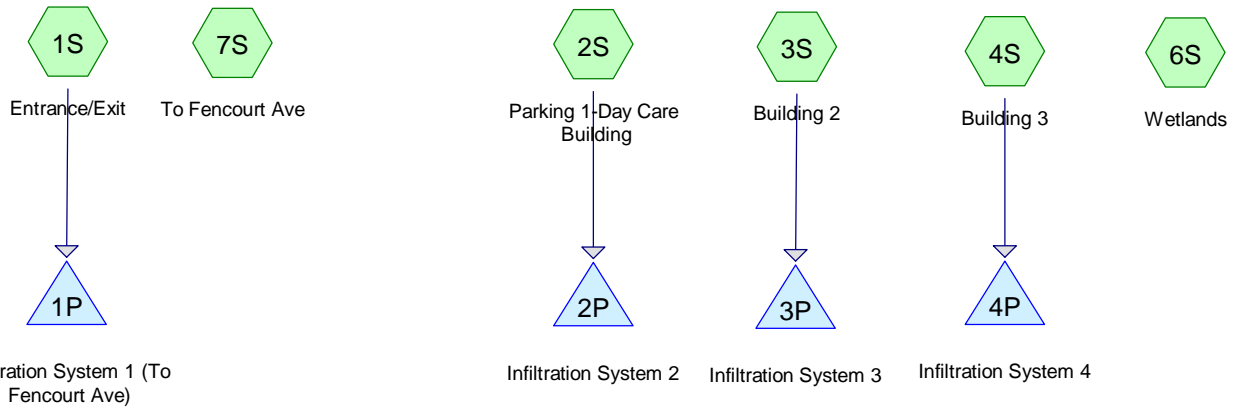 1S
7S
2S
3S
4S
6S
Entrance/Exit
To Fencourt Ave
Parking 1-Day Care
Building
Building 2
Building 3
Wetlands
1P
2P
3P
4P
ration System 1 (To
Fencourt Ave)
Infiltration System 2
Infiltration System 3
Infiltration System 4